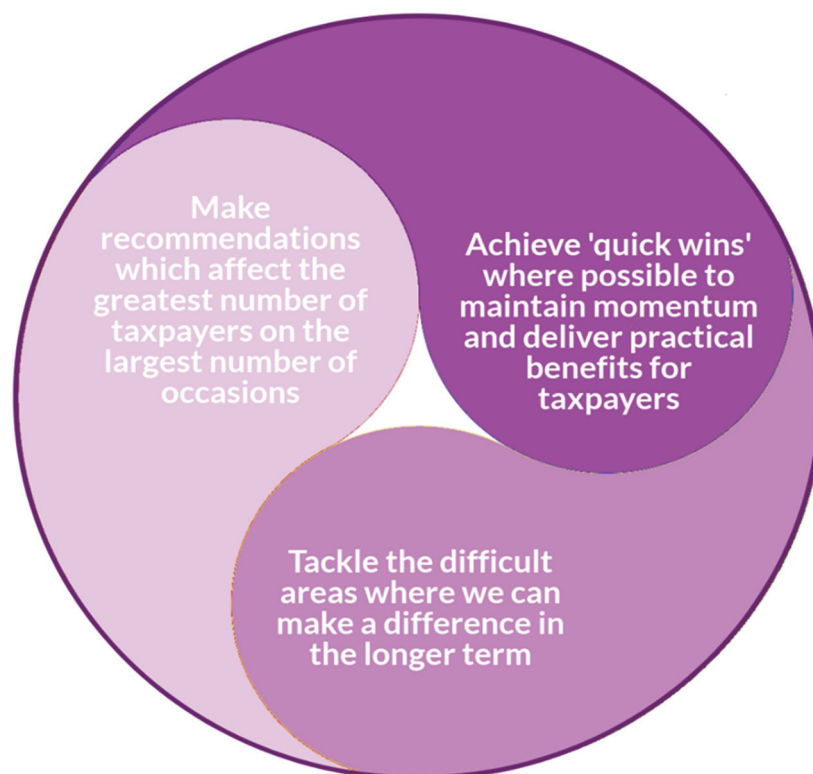 Make
recommendations
which affect the
greatest number of
taxpayers on the
largest number of
occasions
Achieve 'quick wins'
where possible to
maintain momentum
and deliver practical
benefits for
taxpayers
Tackle the difficult
areas where we can
make a difference in
the longer term